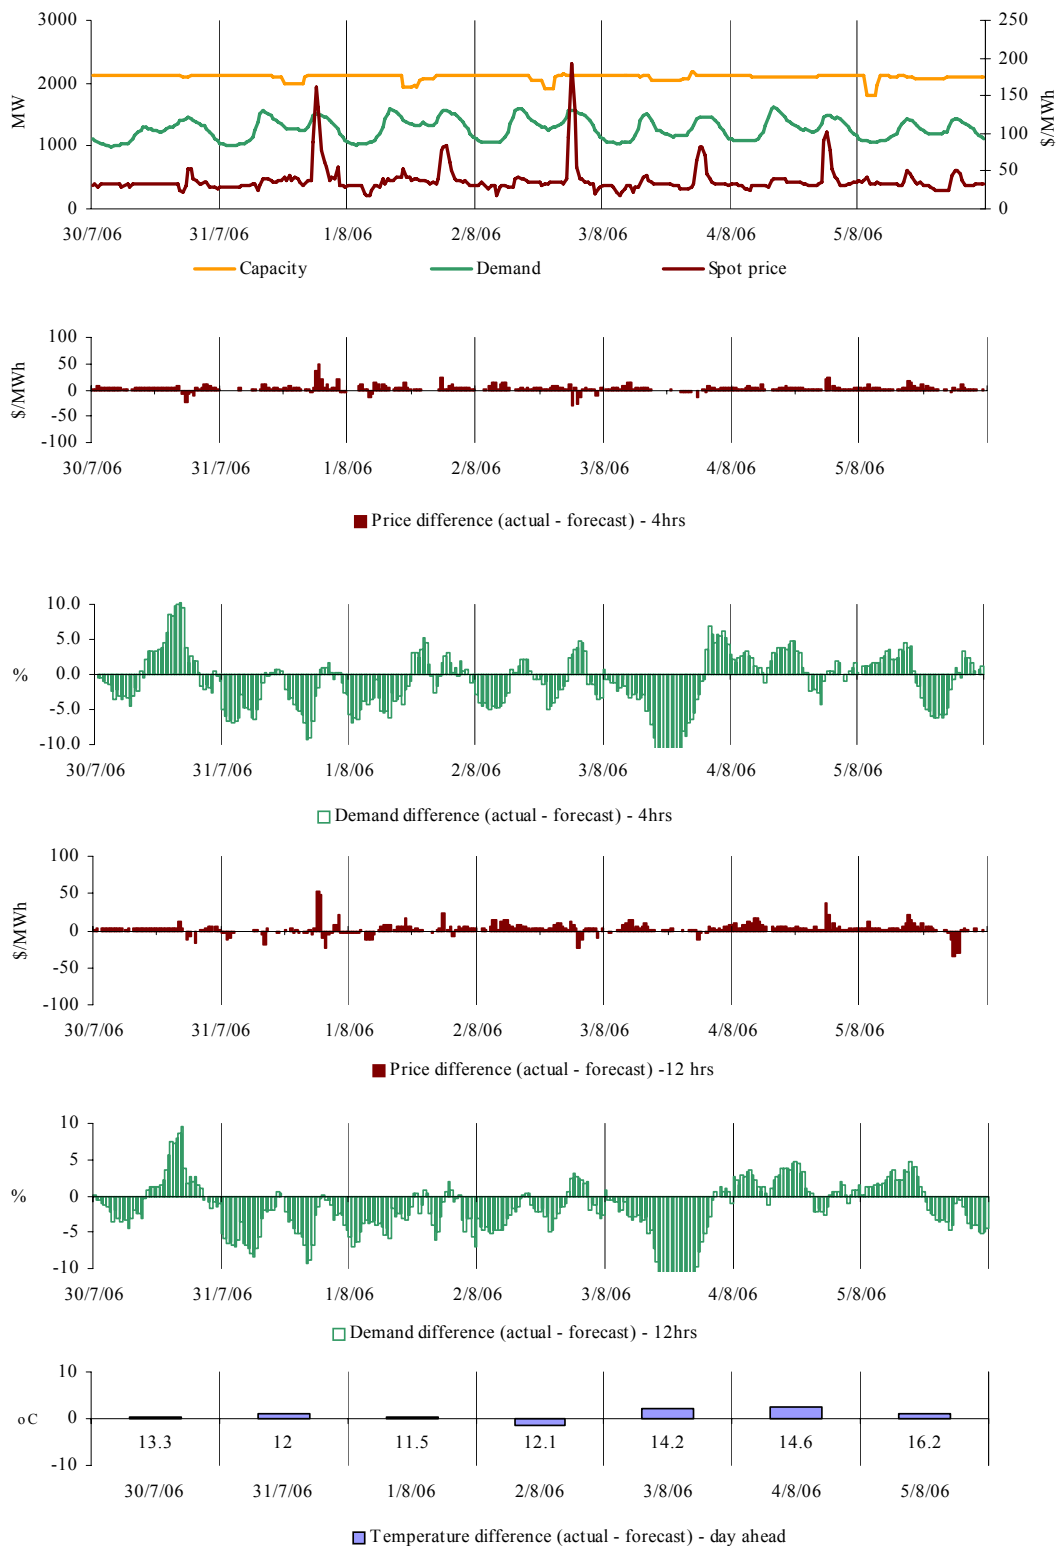 3000
2000
1000
0
MW
250
200
150
100
50
0
$/MWh
30/7/06 31/7/06 1/8/06 2/8/06 3/8/06 4/8/06 5/8/06
Capacity Demand Spot price
100
50
0
-50
-100
$/MWh
30/7/06 31/7/06 1/8/06 2/8/06 3/8/06 4/8/06 5/8/06
Price difference (actual - forecast) - 4hrs
10.0
5.0
0.0
-5.0
-10.0
%
30/7/06 31/7/06 1/8/06 2/8/06 3/8/06 4/8/06 5/8/06
Demand difference (actual - forecast) - 4hrs
100
50
0
-50
-100
$/MWh
30/7/06 31/7/06 1/8/06 2/8/06 3/8/06 4/8/06 5/8/06
Price difference (actual - forecast) -12 hrs
10
5
0
-5
-10
%
30/7/06 31/7/06 1/8/06 2/8/06 3/8/06 4/8/06 5/8/06
Demand difference (actual - forecast) - 12hrs
10
0
-10
oC
13.3 12 11.5 12.1 14.2 14.6 16.2
30/7/06 31/7/06 1/8/06 2/8/06 3/8/06 4/8/06 5/8/06
Temperature difference (actual - forecast) - day ahead